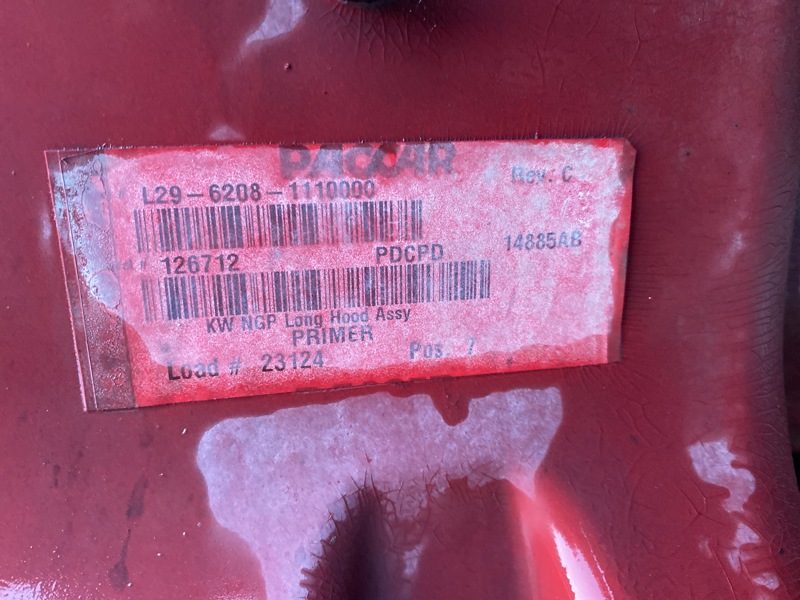 PACCAR
L29-6208-1110000 Rev. C
# 126712 PDCPD 14885AB
KW NGP Long Hood Assy
PRIMER
Load # 23124 Pos. 7